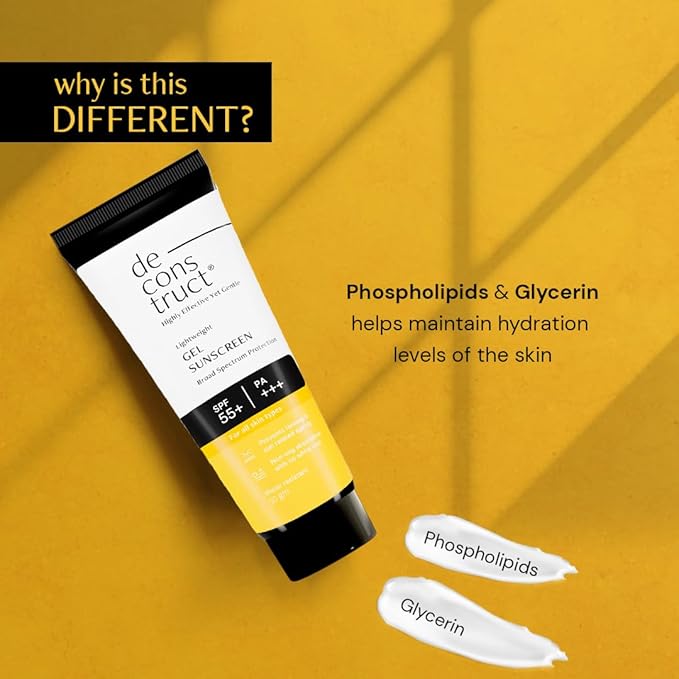 why is this
DIFFERENT?
de
cons
truct®
Highly Effective Yet Gentle
Lightweight
GEL
SUNSCREEN
Broad Spectrum Protection
SPF
55+
PA
+++
For all skin types
Phospholipids & Glycerin
helps maintain hydration
levels of the skin
Phospholipids
Glycerin